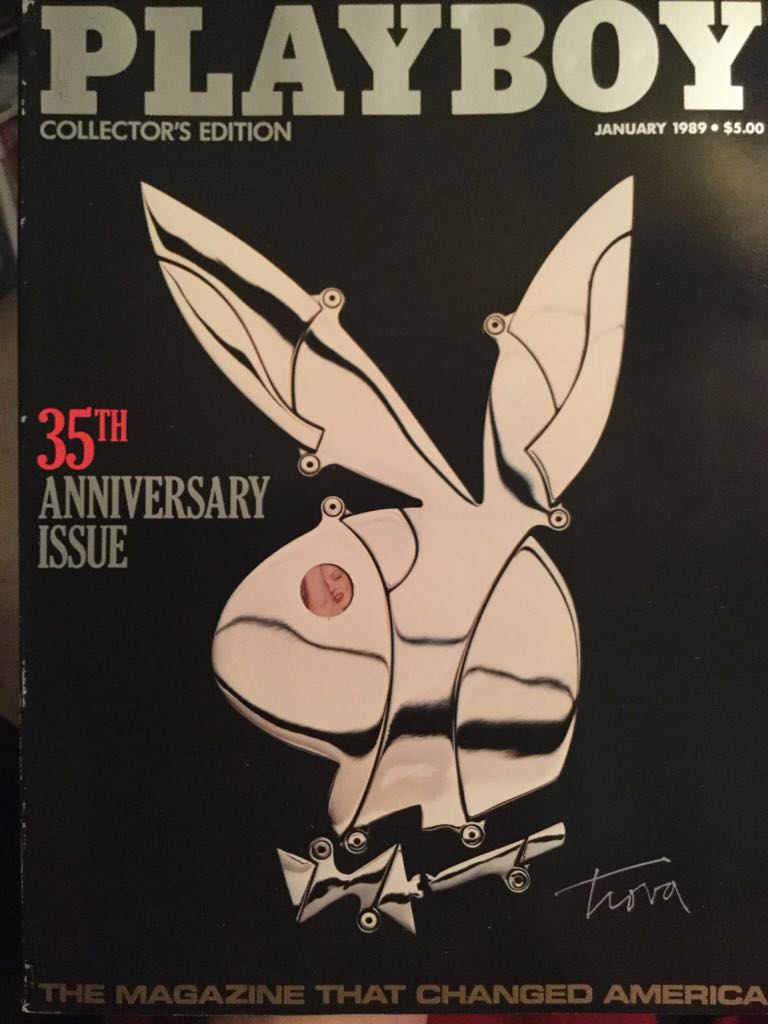 PLAYBOY
COLLECTOR'S EDITION
JANUARY 1989 • $5.00
35TH
ANNIVERSARY
ISSUE
Trova
THE MAGAZINE THAT CHANGED AMERICA